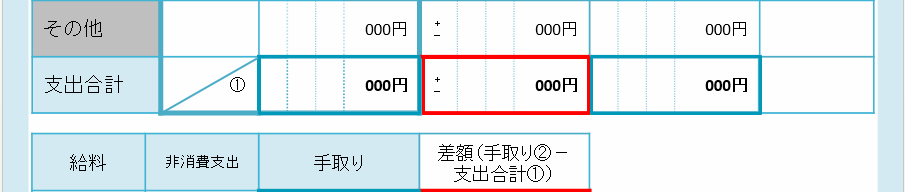 その他 000円 ± 000円 000円
支出合計 ① 000円 ± 000円 000円
給料 非消費支出 手取り 差額(手取り②－
支出合計①)